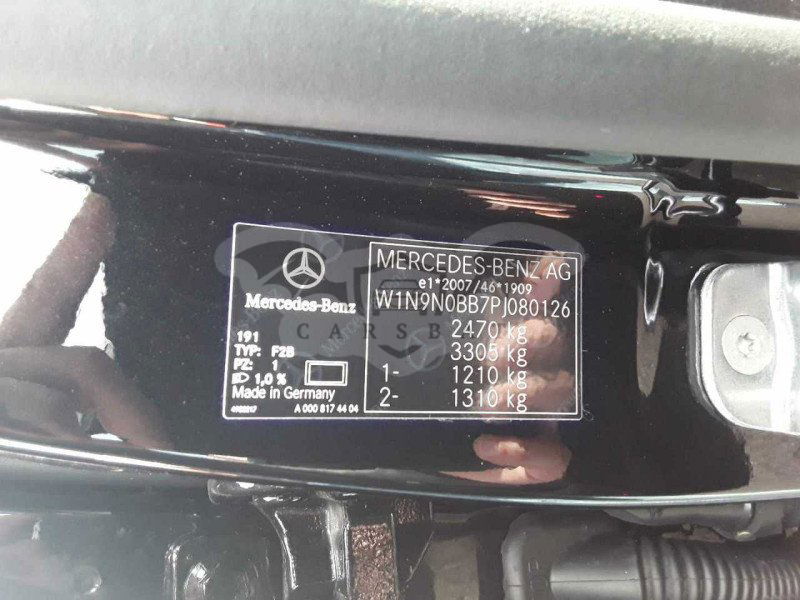 MERCEDES-BENZ AG
e1*2007/46*1909
W1N9N0BB7PJ080126
2470 kg
3305 kg
1- 1210 kg
2- 1310 kg
Mercedes-Benz
191
TYP: F2B
PZ: 1
1,0 %
Made in Germany
A 000 817 44 04
CARSB